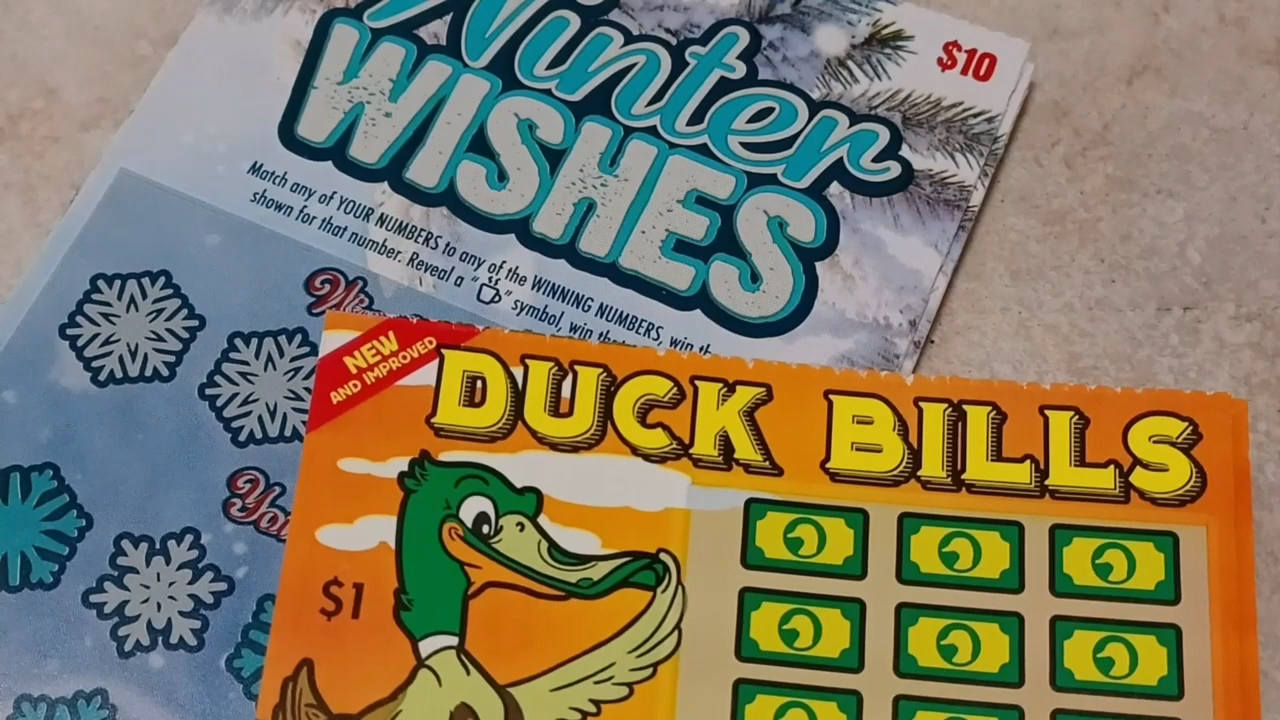 Winter
WISHES
$10
Match any of YOUR NUMBERS to any of the WINNING NUMBERS, win
shown for that number. Reveal a " " symbol, win
NEW
AND IMPROVED
DUCK BILLS
$1